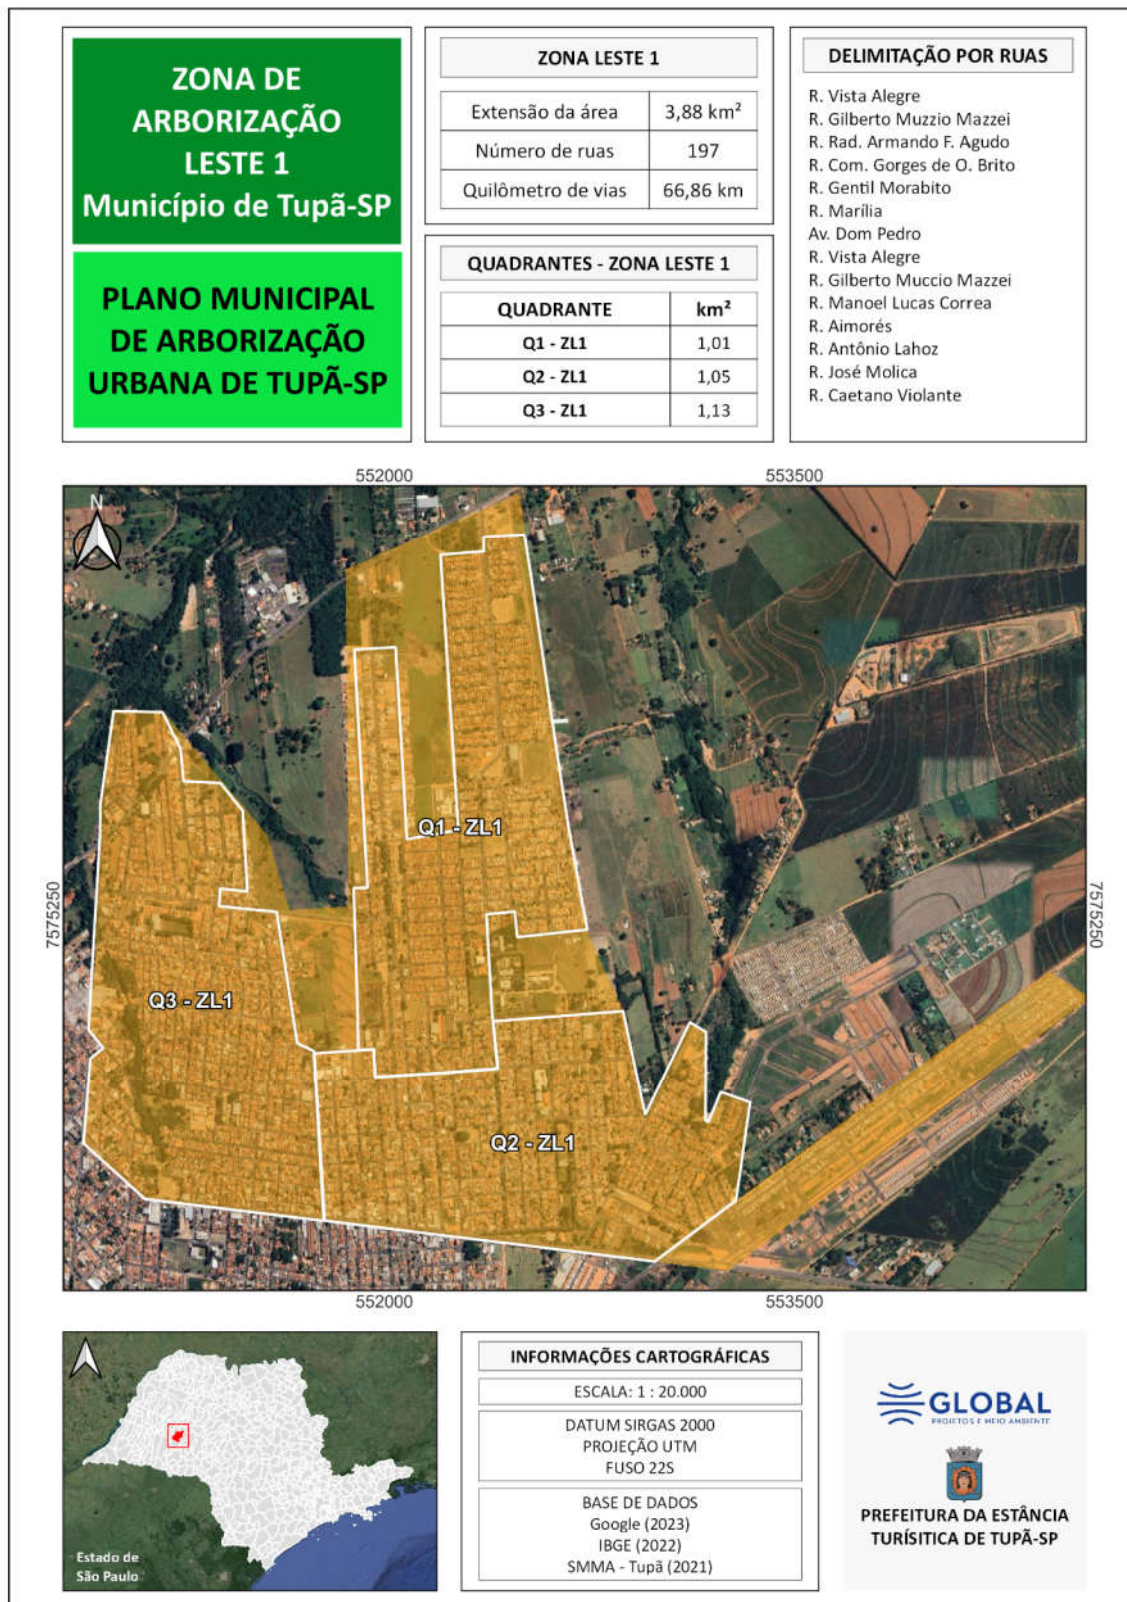 ZONA DE
ARBORIZAÇÃO
LESTE 1
Município de Tupã-SP
PLANO MUNICIPAL
DE ARBORIZAÇÃO
URBANA DE TUPÃ-SP
ZONA LESTE 1
Extensão da área 3,88 km²
Número de ruas 197
Quilômetro de vias 66,86 km
QUADRANTES - ZONA LESTE 1
QUADRANTE km²
Q1 - ZL1 1,01
Q2 - ZL1 1,05
Q3 - ZL1 1,13
DELIMITAÇÃO POR RUAS
R. Vista Alegre
R. Gilberto Muzzio Mazzei
R. Rad. Armando F. Agudo
R. Com. Gorges de O. Brito
R. Gentil Morabito
R. Marília
Av. Dom Pedro
R. Vista Alegre
R. Gilberto Muccio Mazzei
R. Manoel Lucas Correa
R. Aimorés
R. Antônio Lahoz
R. José Molica
R. Caetano Violante
552000 553500
N
Q1 - ZL1
7575250 7575250
Q3 - ZL1
Q2 - ZL1
552000 553500
Estado de
São Paulo
INFORMAÇÕES CARTOGRÁFICAS
ESCALA: 1 : 20.000
DATUM SIRGAS 2000
PROJEÇÃO UTM
FUSO 22S
BASE DE DADOS
Google (2023)
IBGE (2022)
SMMA - Tupã (2021)
GLOBAL
PROJETOS E MEIO AMBIENTE
PREFEITURA DA ESTÂNCIA
TURÍSITICA DE TUPÃ-SP